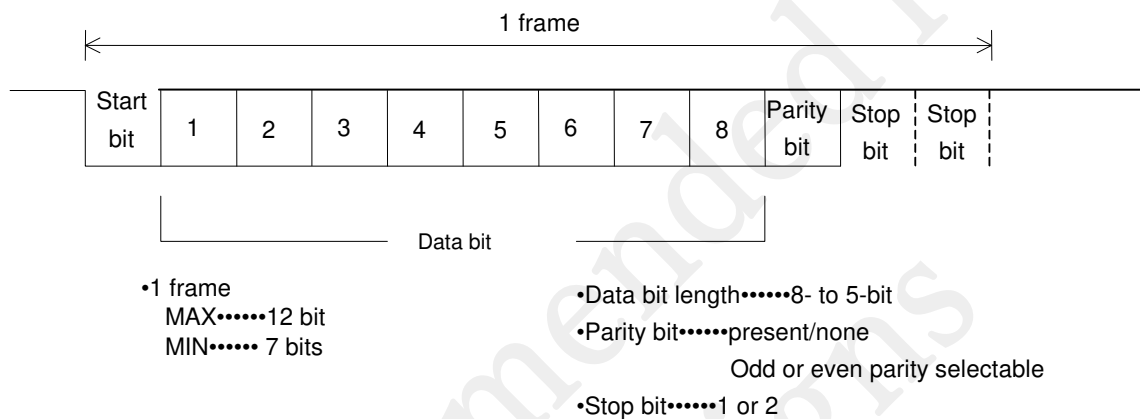 1 frame
Start bit 1 2 3 4 5 6 7 8 Parity bit Stop bit Stop bit
Data bit
•1 frame
MAX••••••12 bit
MIN•••••• 7 bits
•Data bit length••••••8- to 5-bit
•Parity bit••••••present/none
Odd or even parity selectable
•Stop bit••••••1 or 2